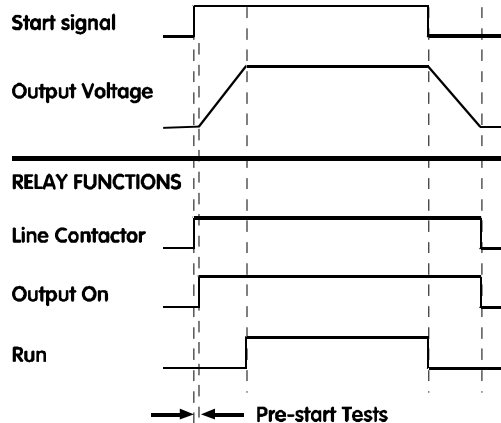 Start signal
Output Voltage
RELAY FUNCTIONS
Line Contactor
Output On
Run
Pre-start Tests